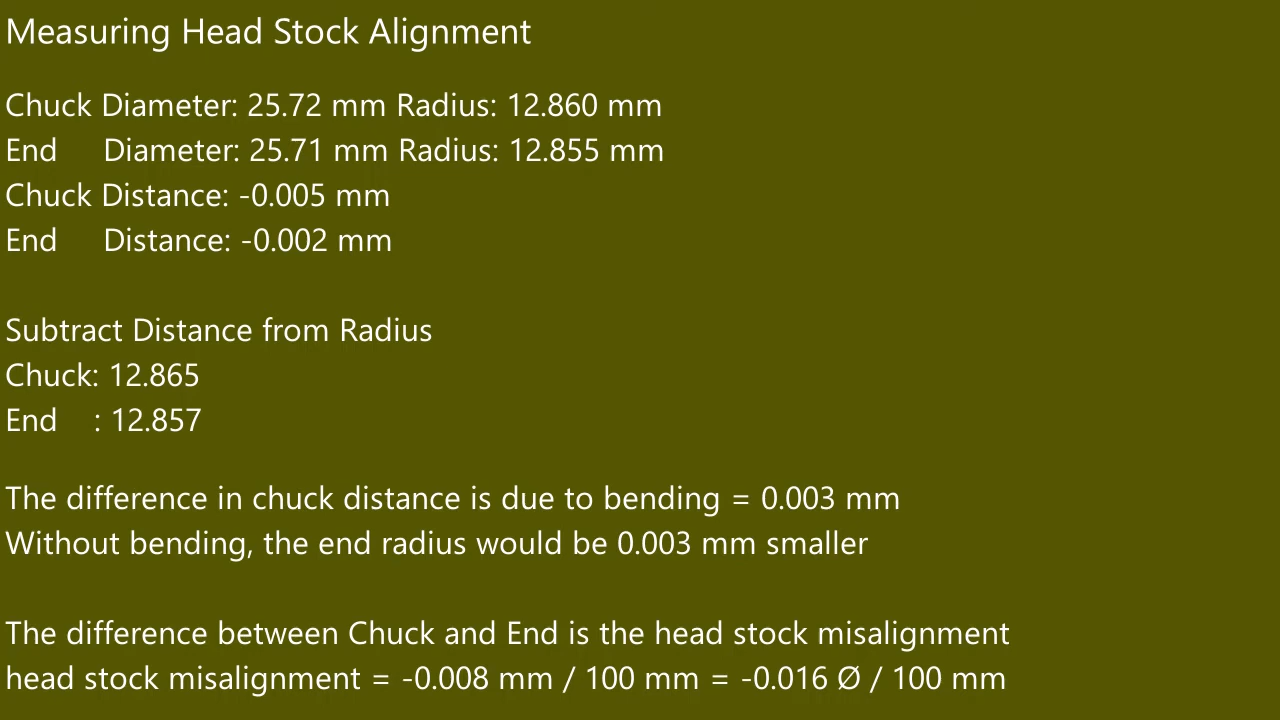 Measuring Head Stock Alignment
Chuck Diameter: 25.72 mm Radius: 12.860 mm
End Diameter: 25.71 mm Radius: 12.855 mm
Chuck Distance: -0.005 mm
End Distance: -0.002 mm
Subtract Distance from Radius
Chuck: 12.865
End : 12.857
The difference in chuck distance is due to bending = 0.003 mm
Without bending, the end radius would be 0.003 mm smaller
The difference between Chuck and End is the head stock misalignment
head stock misalignment = -0.008 mm / 100 mm = -0.016 Ø / 100 mm